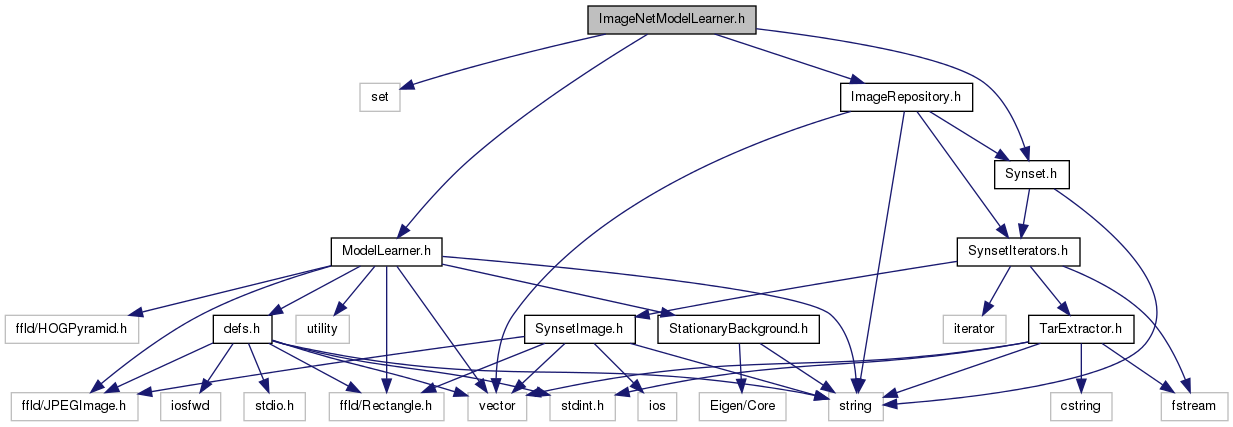 ImageNetModelLearner.h
set
ImageRepository.h
Synset.h
ModelLearner.h
SynsetIterators.h
ffld/HOGPyramid.h
defs.h
utility
SynsetImage.h
StationaryBackground.h
iterator
TarExtractor.h
ffld/JPEGImage.h
iosfwd
stdio.h
ffld/Rectangle.h
vector
stdint.h
ios
Eigen/Core
string
cstring
fstream